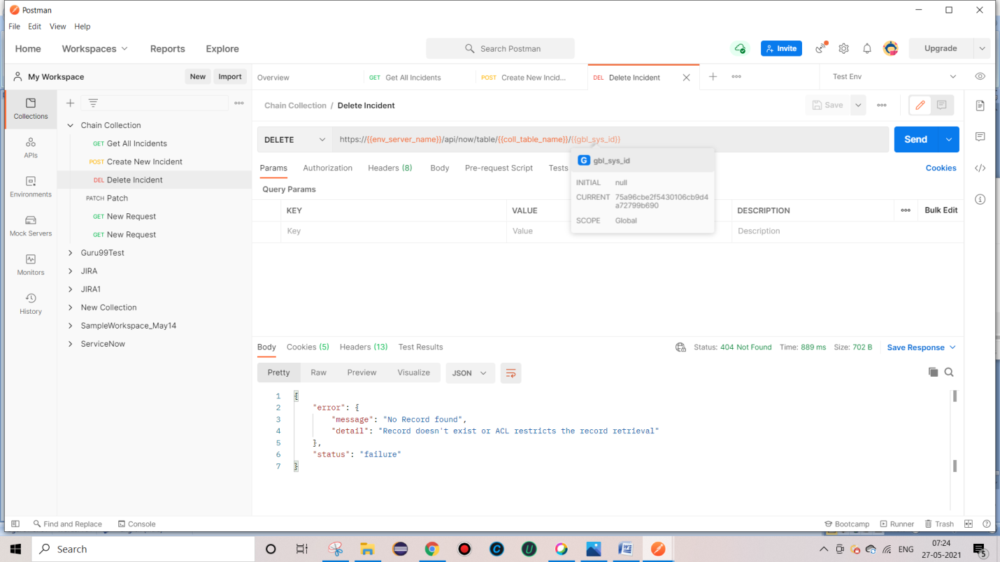 Postman
File Edit View Help
Home Workspaces Reports Explore Search Postman Invite Upgrade
My Workspace New Import Overview GET Get All Incidents POST Create New Incid... DEL Delete Incident Test Env
Collections
APIs
Environments
Mock Servers
Monitors
History
Chain Collection
GET Get All Incidents
POST Create New Incident
DEL Delete Incident
PATCH Patch
GET New Request
GET New Request
Guru99Test
JIRA
JIRA1
New Collection
SampleWorkspace_May14
ServiceNow
Chain Collection / Delete Incident Save
DELETE https://{{env_server_name}}/api/now/table/{{coll_table_name}}/{{gbl_sys_id}} Send
Params Authorization Headers (8) Body Pre-request Script Tests Cookies
G gbl_sys_id
INITIAL null
CURRENT 75a96cbe2f5430106cb9d4
a72799b690
SCOPE Global
Query Params
KEY VALUE DESCRIPTION Bulk Edit
Key Value Description
Body Cookies (5) Headers (13) Test Results Status: 404 Not Found Time: 889 ms Size: 702 B Save Response
Pretty Raw Preview Visualize JSON
1 {
2 "error": {
3 "message": "No Record found",
4 "detail": "Record doesn't exist or ACL restricts the record retrieval"
5 },
6 "status": "failure"
7 }
Find and Replace Console Bootcamp Runner Trash
Search ENG 07:24
27-05-2021 5